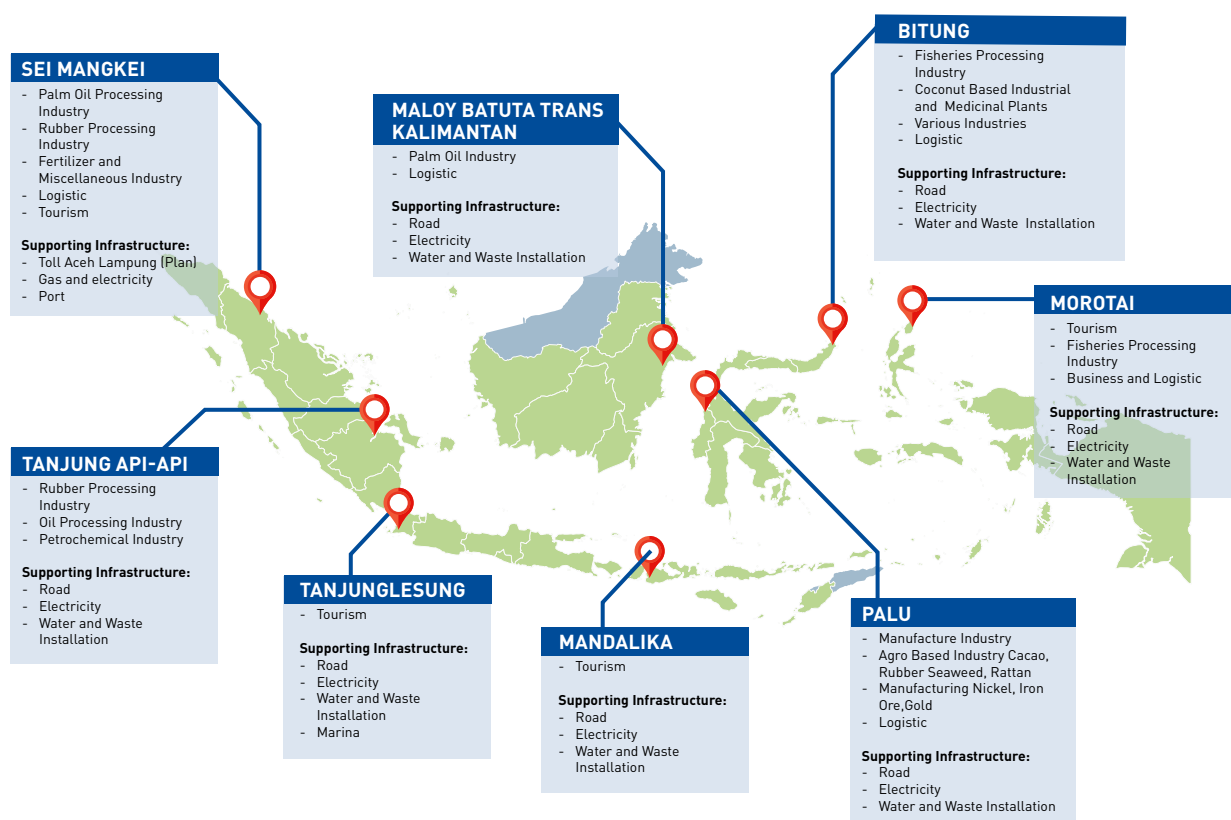 SEI MANGKEI
- Palm Oil Processing
Industry
- Rubber Processing
Industry
- Fertilizer and
Miscellaneous Industry
- Logistic
- Tourism
Supporting Infrastructure:
- Toll Aceh Lampung (Plan)
- Gas and electricity
- Port
MALOY BATUTA TRANS
KALIMANTAN
- Palm Oil Industry
- Logistic
Supporting Infrastructure:
- Road
- Electricity
- Water and Waste Installation
BITUNG
- Fisheries Processing
Industry
- Coconut Based Industrial
and Medicinal Plants
- Various Industries
- Logistic
Supporting Infrastructure:
- Road
- Electricity
- Water and Waste Installation
MOROTAI
- Tourism
- Fisheries Processing
Industry
- Business and Logistic
Supporting Infrastructure:
- Road
- Electricity
- Water and Waste
Installation
TANJUNG API-API
- Rubber Processing
Industry
- Oil Processing Industry
- Petrochemical Industry
Supporting Infrastructure:
- Road
- Electricity
- Water and Waste
Installation
TANJUNGLESUNG
- Tourism
Supporting Infrastructure:
- Road
- Electricity
- Water and Waste
Installation
- Marina
MANDALIKA
- Tourism
Supporting Infrastructure:
- Road
- Electricity
- Water and Waste
Installation
PALU
- Manufacture Industry
- Agro Based Industry Cacao,
Rubber Seaweed, Rattan
- Manufacturing Nickel, Iron
Ore,Gold
- Logistic
Supporting Infrastructure:
- Road
- Electricity
- Water and Waste Installation